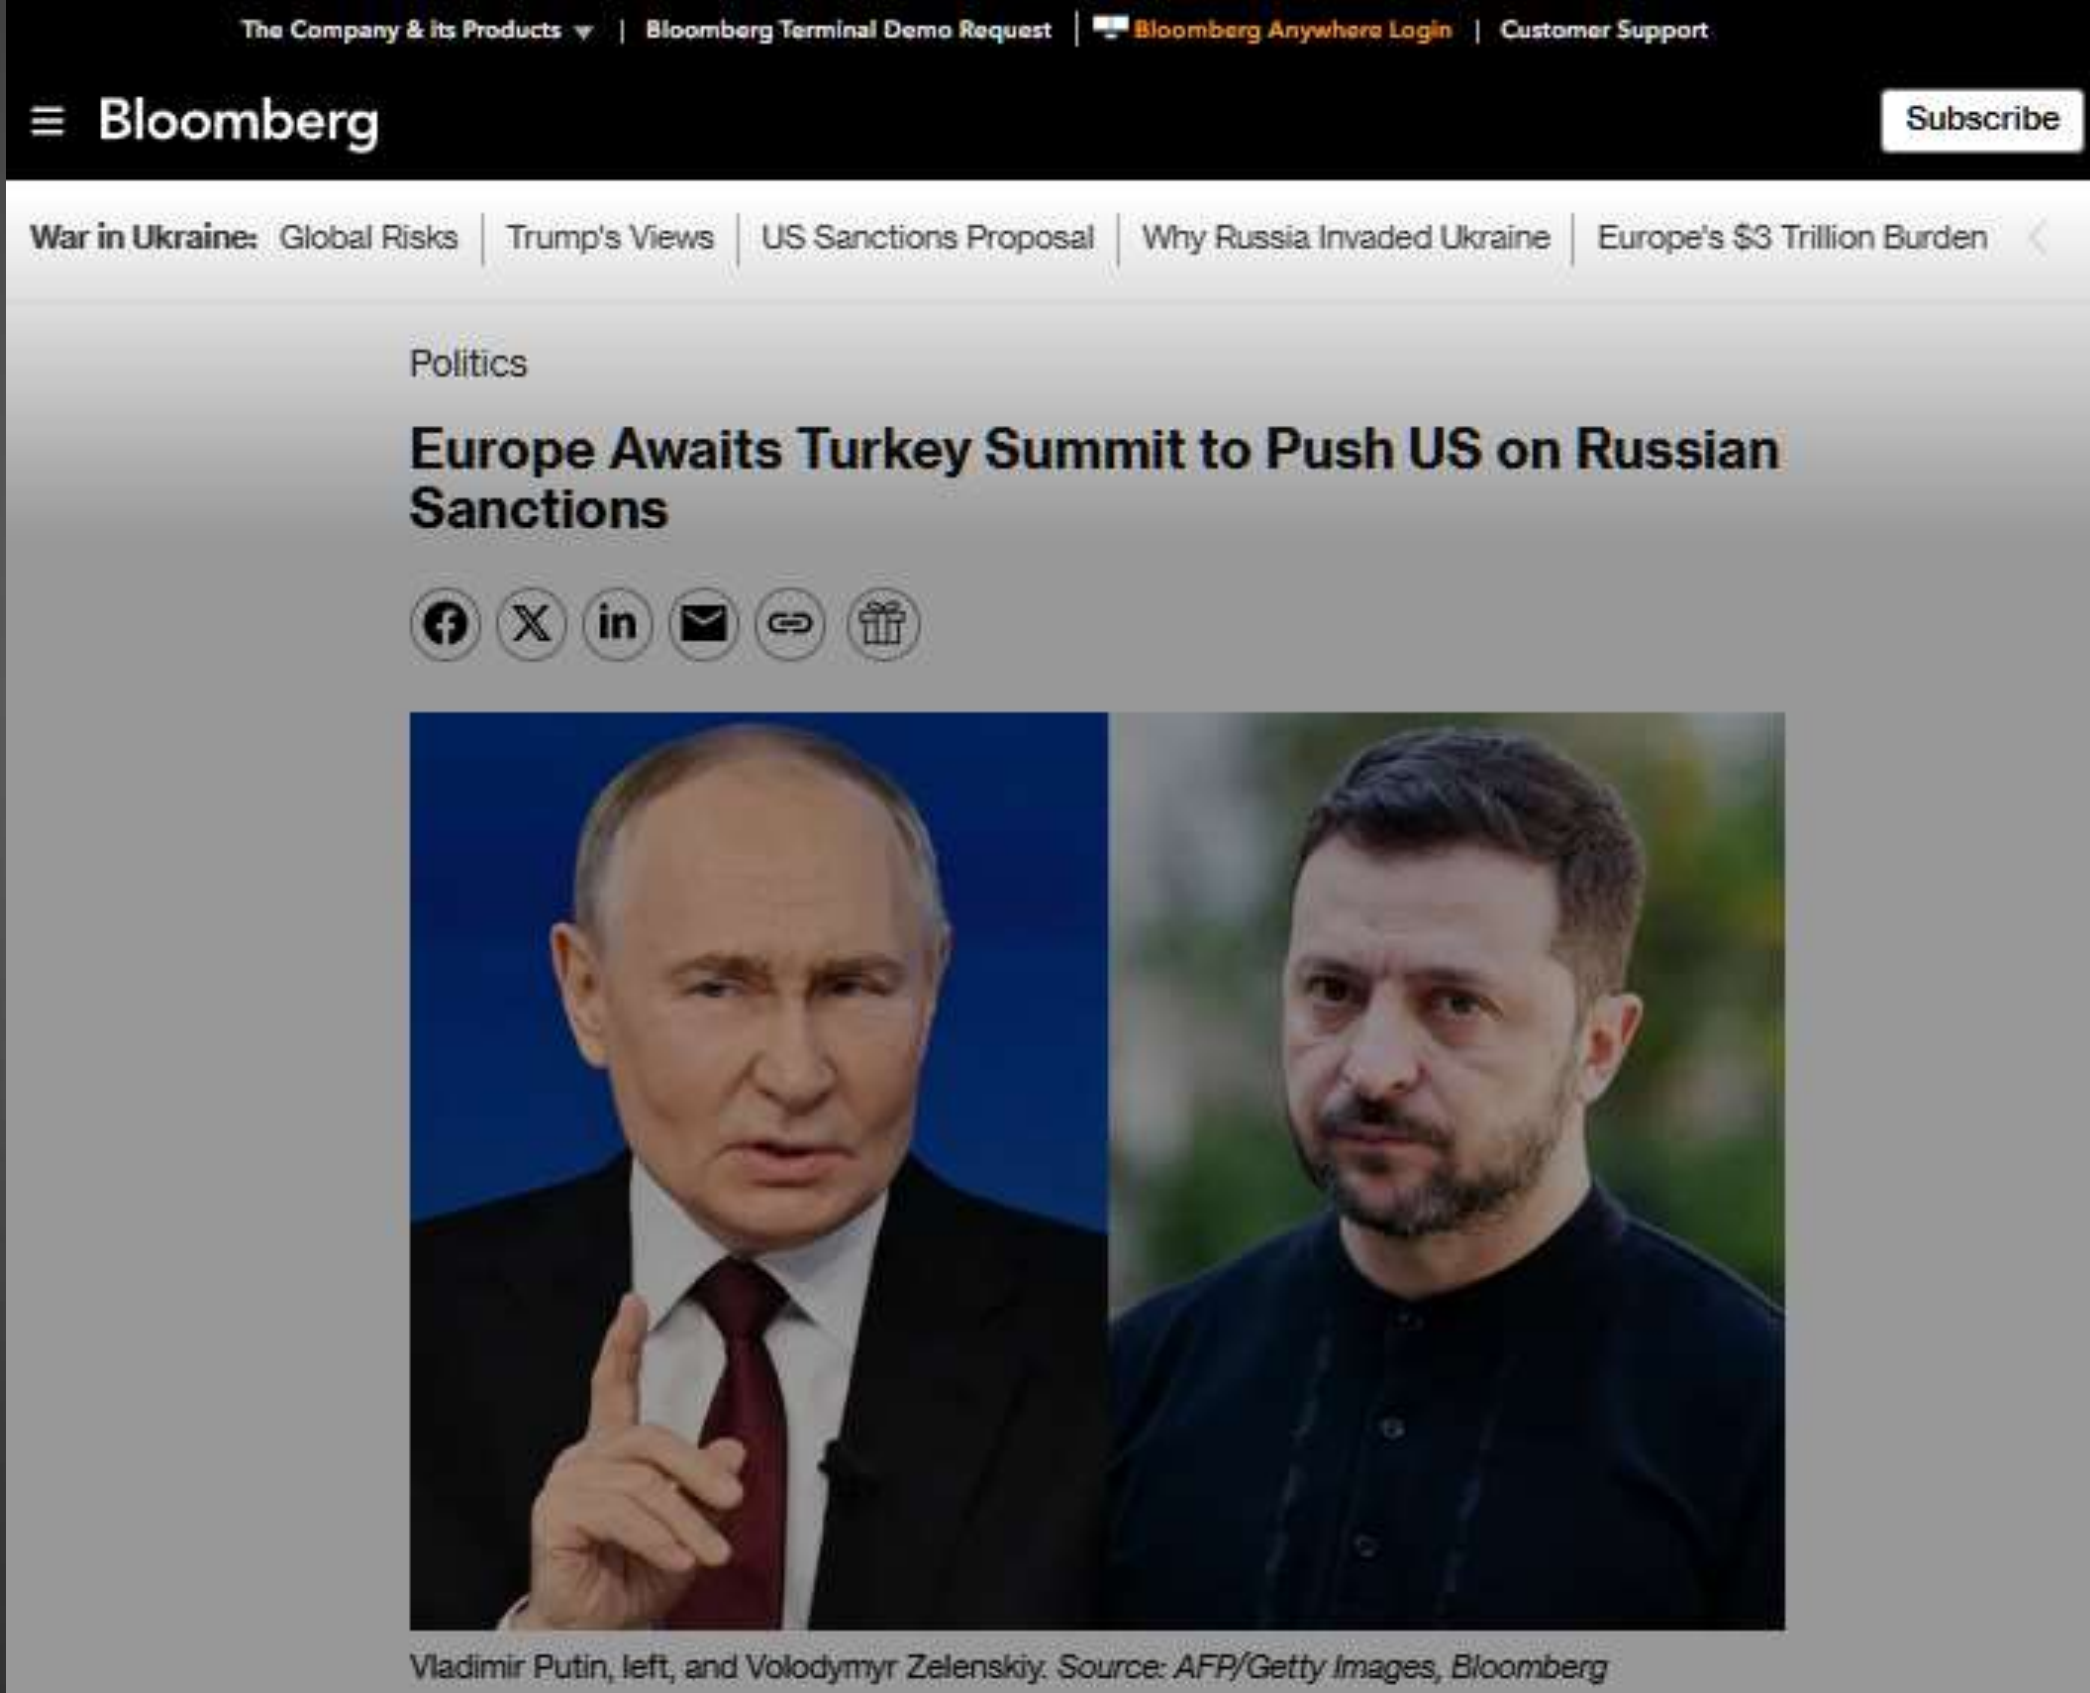 The Company & its Products | Bloomberg Terminal Demo Request | Bloomberg Anywhere Login | Customer Support
Bloomberg
Subscribe
War in Ukraine: Global Risks | Trump's Views | US Sanctions Proposal | Why Russia Invaded Ukraine | Europe's $3 Trillion Burden
Politics
Europe Awaits Turkey Summit to Push US on Russian
Sanctions
Vladimir Putin, left, and Volodymyr Zelenskiy. Source: AFP/Getty Images, Bloomberg